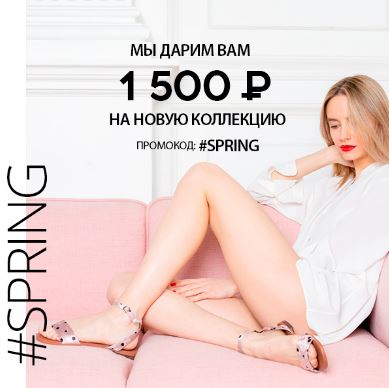 МЫ ДАРИМ ВАМ
1 500 ₽
НА НОВУЮ КОЛЛЕКЦИЮ
ПРОМОКОД: #SPRING
#SPRING